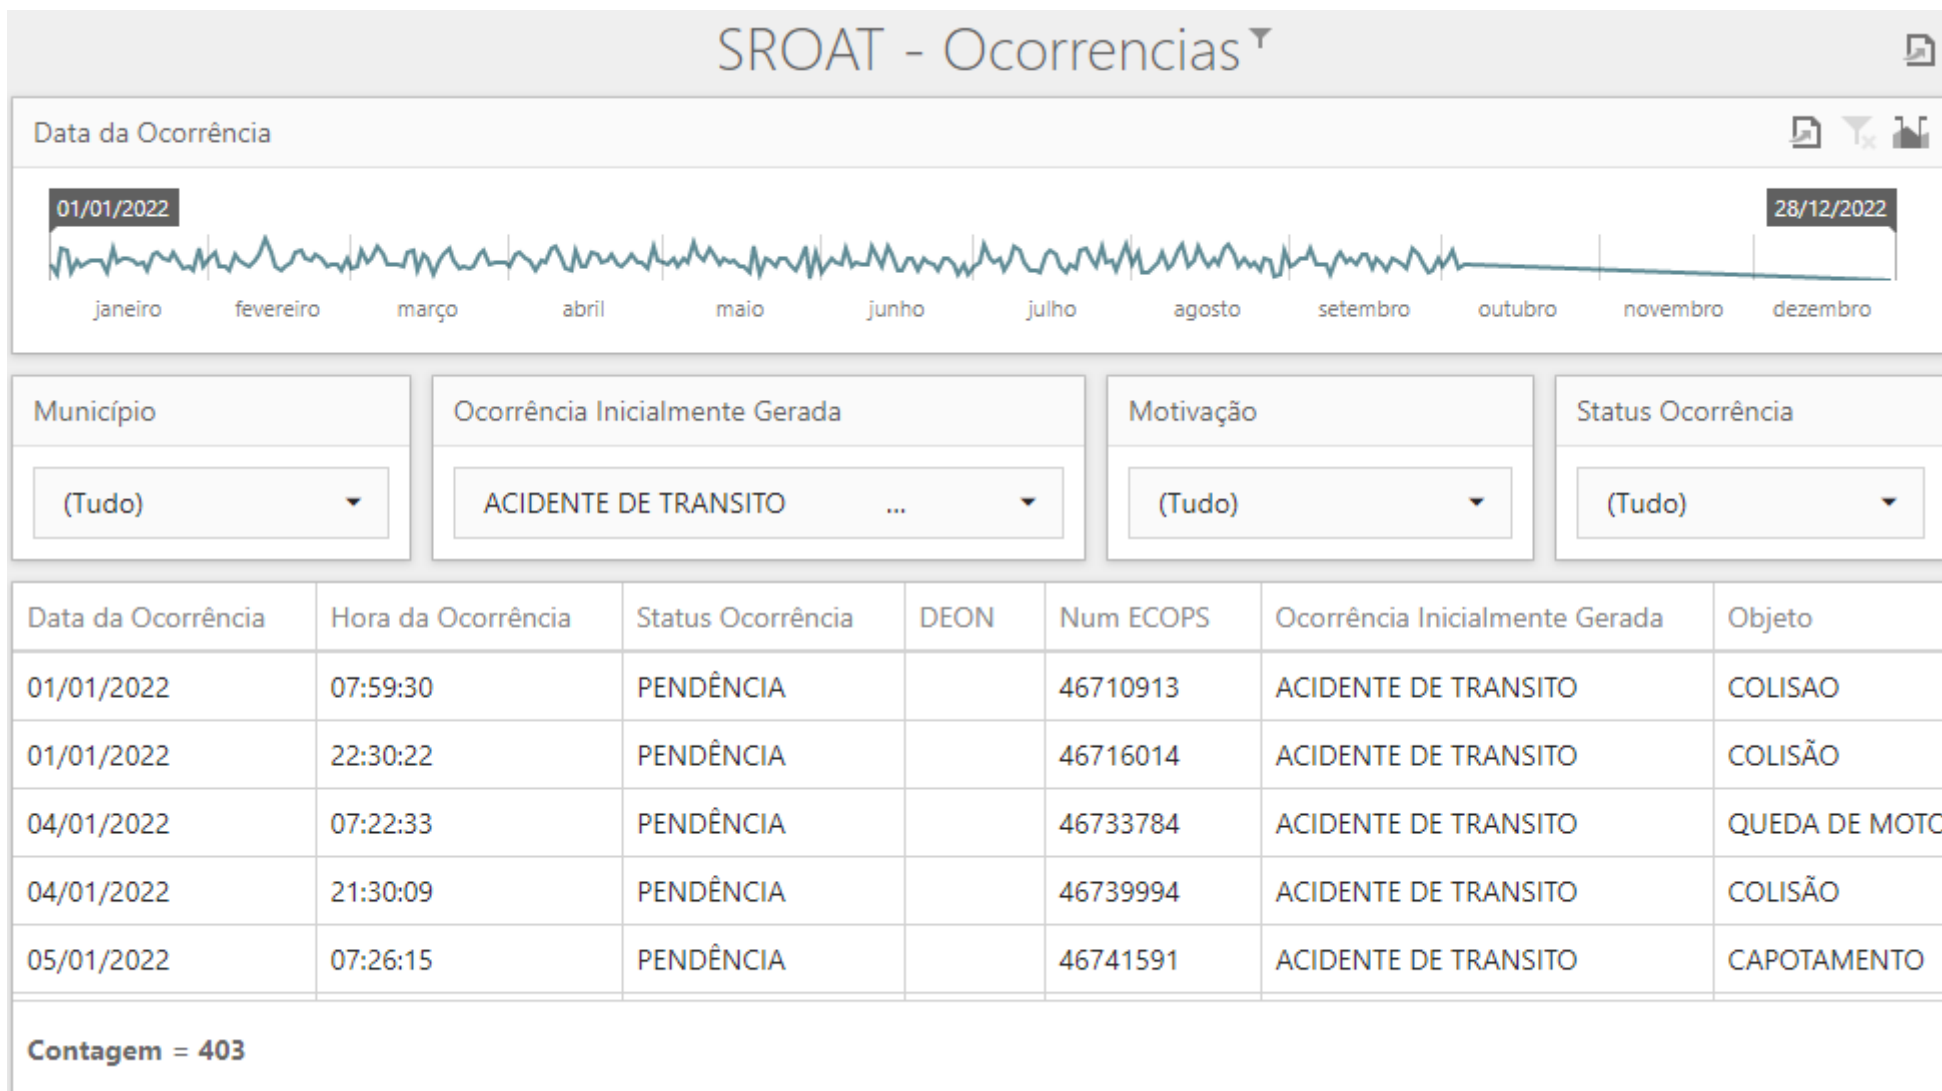 SROAT - Ocorrencias
Data da Ocorrência
01/01/2022 28/12/2022
janeiro fevereiro março abril maio junho julho agosto setembro outubro novembro dezembro
Município Ocorrência Inicialmente Gerada Motivação Status Ocorrência
(Tudo) ACIDENTE DE TRANSITO ... (Tudo) (Tudo)
Data da Ocorrência Hora da Ocorrência Status Ocorrência DEON Num ECOPS Ocorrência Inicialmente Gerada Objeto
01/01/2022 07:59:30 PENDÊNCIA 46710913 ACIDENTE DE TRANSITO COLISAO
01/01/2022 22:30:22 PENDÊNCIA 46716014 ACIDENTE DE TRANSITO COLISÃO
04/01/2022 07:22:33 PENDÊNCIA 46733784 ACIDENTE DE TRANSITO QUEDA DE MOTO
04/01/2022 21:30:09 PENDÊNCIA 46739994 ACIDENTE DE TRANSITO COLISÃO
05/01/2022 07:26:15 PENDÊNCIA 46741591 ACIDENTE DE TRANSITO CAPOTAMENTO
Contagem = 403